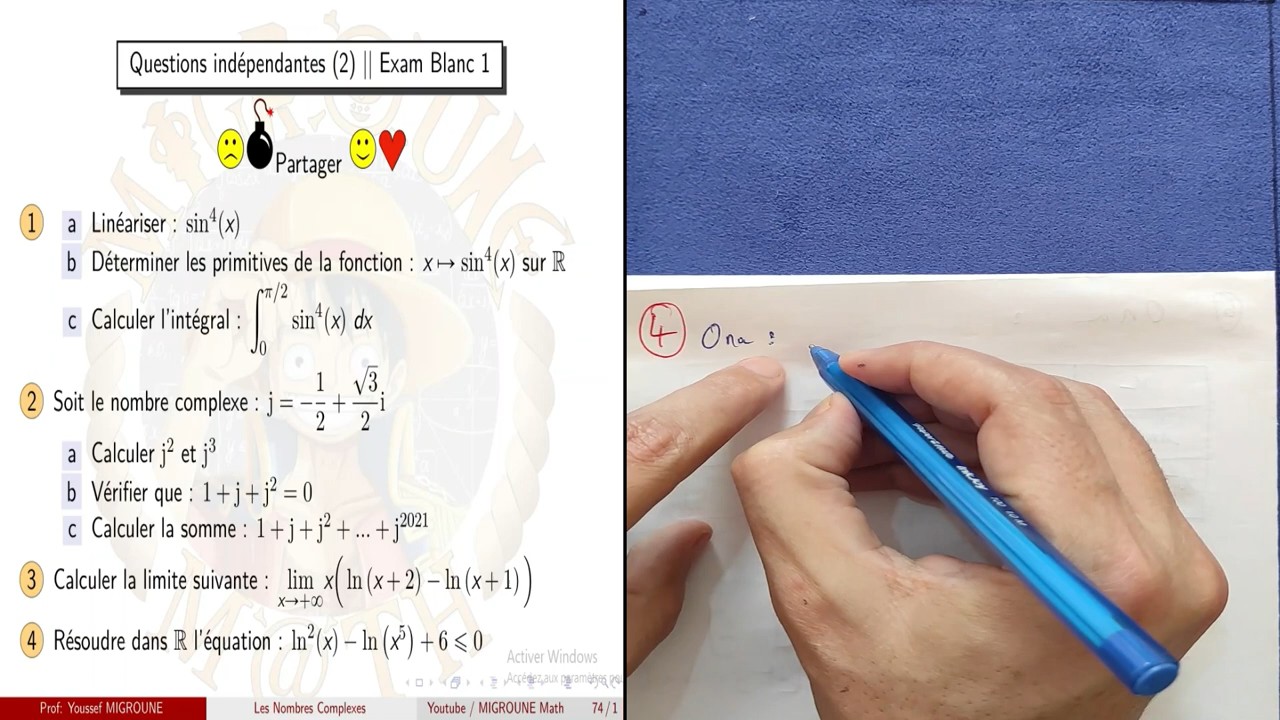 Questions indépendantes (2) || Exam Blanc 1
Partager
1 a Linéariser : sin⁴(x)
b Déterminer les primitives de la fonction : x ↦ sin⁴(x) sur ℝ
c Calculer l'intégral : ∫₀^{π/2} sin⁴(x) dx
2 Soit le nombre complexe : j = −1/2 + √3/2 i
a Calculer j² et j³
b Vérifier que : 1 + j + j² = 0
c Calculer la somme : 1 + j + j² + ... + j²⁰²¹
3 Calculer la limite suivante : lim x→+∞ x(ln(x+2) − ln(x+1))
4 Résoudre dans ℝ l'équation : ln²(x) − ln(x⁵) + 6 ⩽ 0
Activer Windows
Prof: Youssef MIGROUNE Les Nombres Complexes Youtube / MIGROUNE Math 74/1
4 Ona :